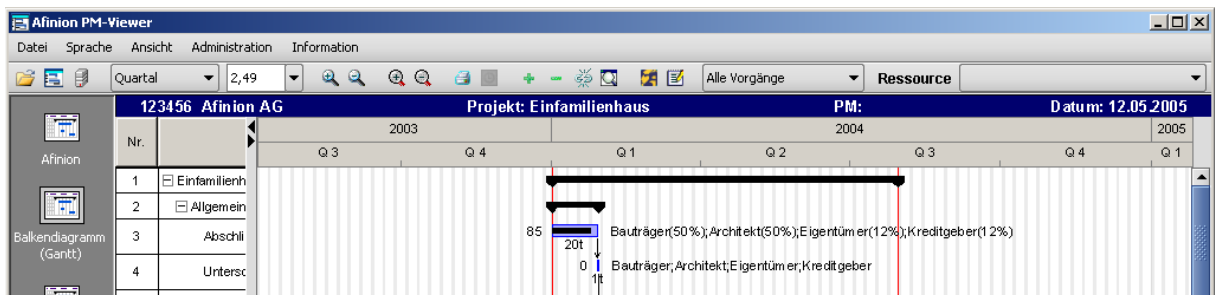 Afinion PM-Viewer
Datei Sprache Ansicht Administration Information
Quartal 2,49 Alle Vorgänge Ressource
123456 Afinion AG Projekt: Einfamilienhaus PM: Datum: 12.05.2005
Nr. 2003 2004 2005
Q 3 Q 4 Q 1 Q 2 Q 3 Q 4 Q 1
Afinion
Balkendiagramm
(Gantt)
1 Einfamilienh
2 Allgemein
3 Abschli 85 Bauträger(50%);Architekt(50%);Eigentümer(12%);Kreditgeber(12%)
20t
4 Untersc 0 Bauträger;Architekt;Eigentümer;Kreditgeber
1t